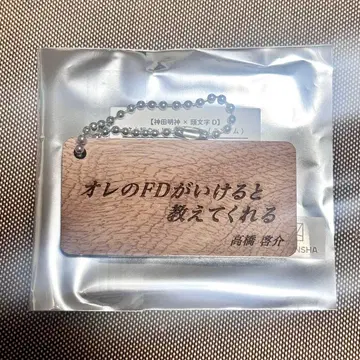 【神田明神 × 頭文字D】
オレのFDがいけると
教えてくれる
高橋 啓介
NSHA